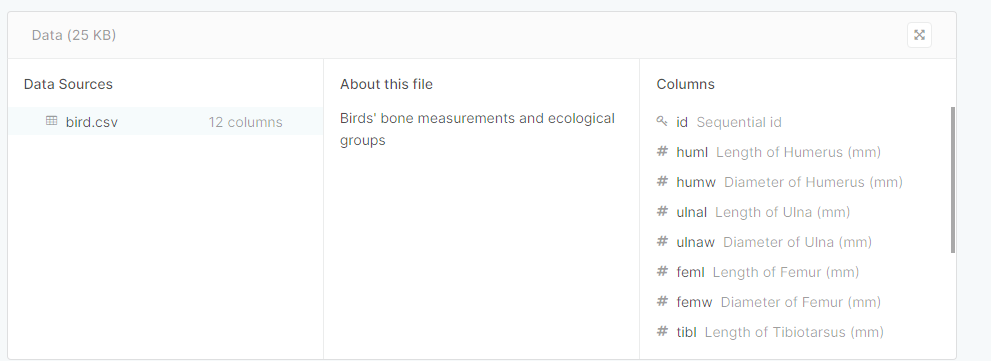 Data (25 KB)
Data Sources
bird.csv 12 columns
About this file
Birds' bone measurements and ecological
groups
Columns
id Sequential id
huml Length of Humerus (mm)
humw Diameter of Humerus (mm)
ulnal Length of Ulna (mm)
ulnaw Diameter of Ulna (mm)
feml Length of Femur (mm)
femw Diameter of Femur (mm)
tibl Length of Tibiotarsus (mm)